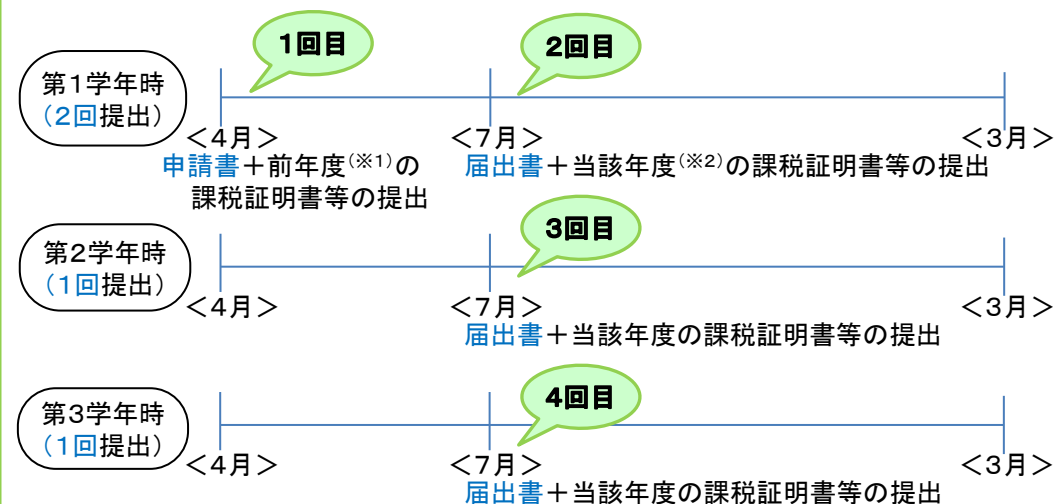 1回目
2回目
第1学年時
（2回提出）
＜4月＞
＜7月＞
＜3月＞
申請書＋前年度（※1）の
課税証明書等の提出
届出書＋当該年度（※2）の課税証明書等の提出
3回目
第2学年時
（1回提出）
＜4月＞
＜7月＞
＜3月＞
届出書＋当該年度の課税証明書等の提出
4回目
第3学年時
（1回提出）
＜4月＞
＜7月＞
＜3月＞
届出書＋当該年度の課税証明書等の提出